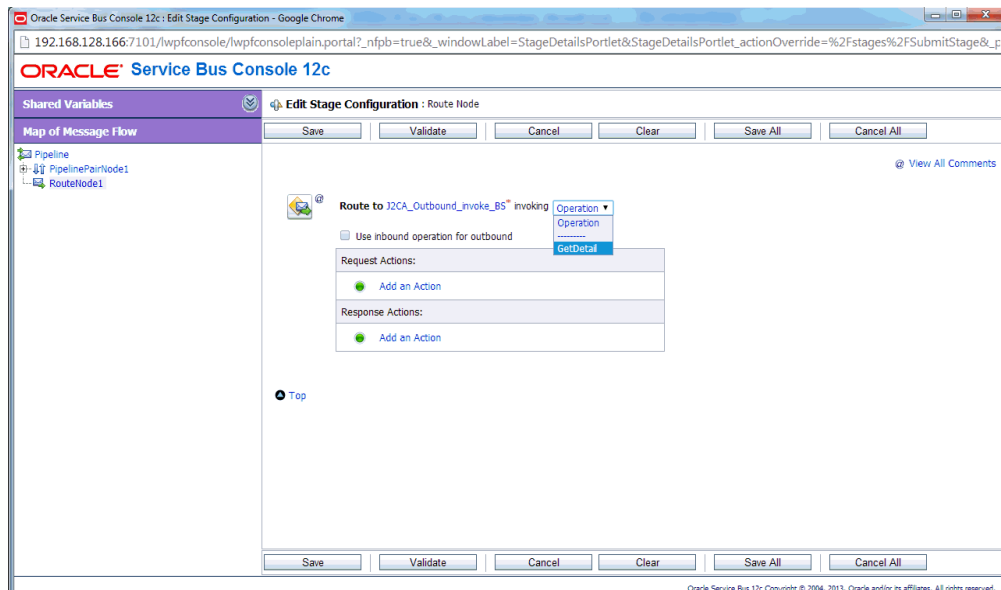 Oracle Service Bus Console 12c : Edit Stage Configuration - Google Chrome
192.168.128.166:7101/lwpfconsole/lwpfconsoleplain.portal?_nfpb=true&_windowLabel=StageDetailsPortlet&StageDetailsPortlet_actionOverride=%2Fstages%2FSubmitStage&_p
ORACLE Service Bus Console 12c
Shared Variables
Edit Stage Configuration : Route Node
Map of Message Flow
Save Validate Cancel Clear Save All Cancel All
Pipeline
PipelinePairNode1
RouteNode1
@ View All Comments
@ Route to J2CA_Outbound_invoke_BS* invoking Operation
Operation
---------
GetDetail
Use inbound operation for outbound
Request Actions:
Add an Action
Response Actions:
Add an Action
Top
Save Validate Cancel Clear Save All Cancel All
Oracle Service Bus 12c Copyright © 2004, 2013, Oracle and/or its affiliates. All rights reserved.